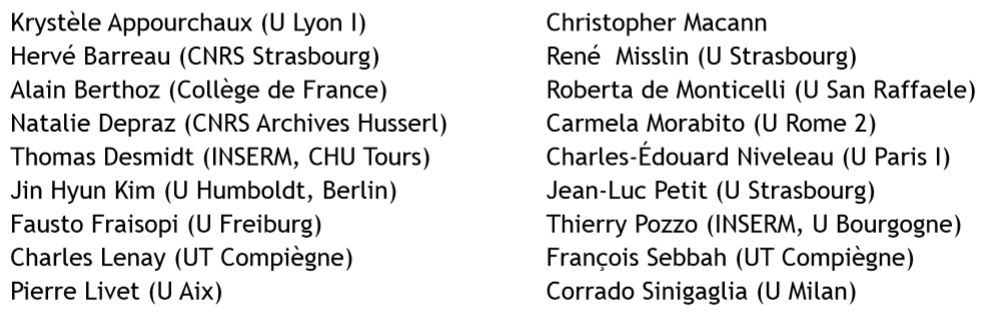 Krystèle Appourchaux (U Lyon I)
Hervé Barreau (CNRS Strasbourg)
Alain Berthoz (Collège de France)
Natalie Depraz (CNRS Archives Husserl)
Thomas Desmidt (INSERM, CHU Tours)
Jin Hyun Kim (U Humboldt, Berlin)
Fausto Fraisopi (U Freiburg)
Charles Lenay (UT Compiègne)
Pierre Livet (U Aix)
Christopher Macann
René  Misslin (U Strasbourg)
Roberta de Monticelli (U San Raffaele)
Carmela Morabito (U Rome 2)
Charles-Édouard Niveleau (U Paris I)
Jean-Luc Petit (U Strasbourg)
Thierry Pozzo (INSERM, U Bourgogne)
François Sebbah (UT Compiègne)
Corrado Sinigaglia (U Milan)